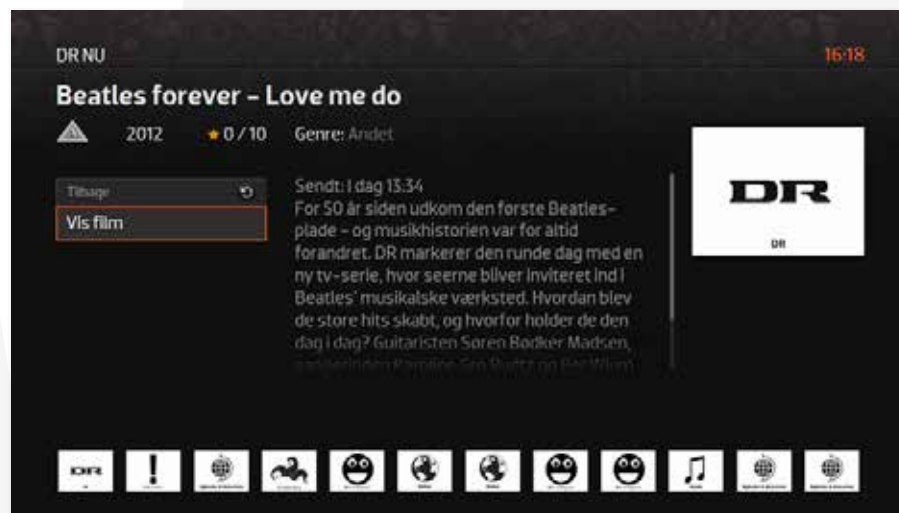 DR NU
16:18
Beatles forever – Love me do
2012 0 / 10 Genre: Andet
Tilbage
Vis film
Sendt: I dag 13.34
For 50 år siden udkom den første Beatles-
plade – og musikhistorien var for altid
forandret. DR markerer den runde dag med en
ny tv-serie, hvor seerne bliver inviteret ind i
Beatles' musikalske værksted. Hvordan blev
de store hits skabt, og hvorfor holder de den
dag i dag? Guitaristen Søren Bødker Madsen,
DR
DR
DR